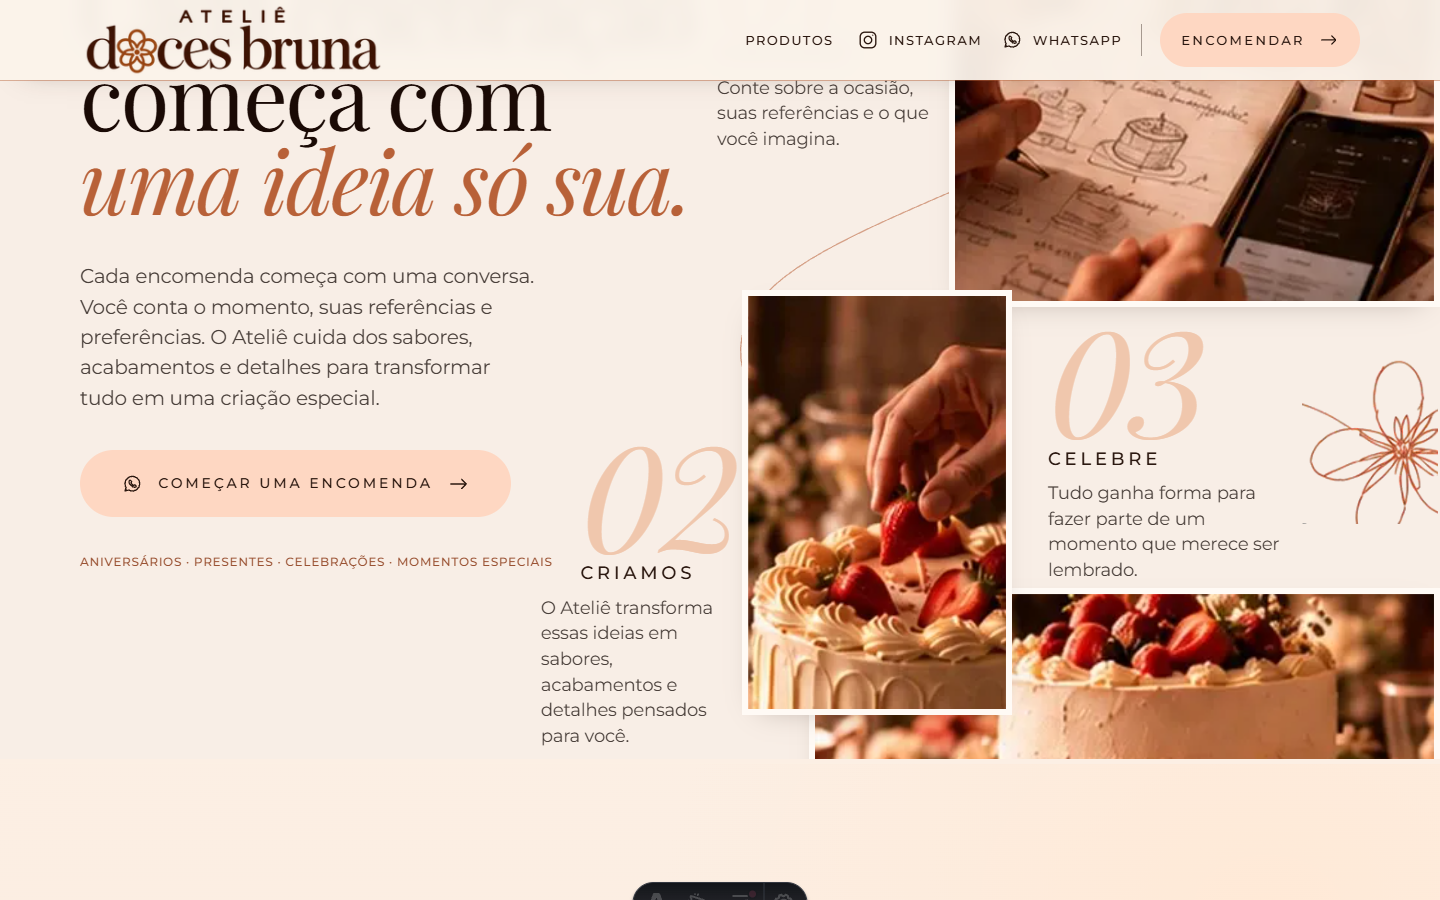 ATELIÊ
doces bruna
PRODUTOS
INSTAGRAM
WHATSAPP
ENCOMENDAR
começa com
uma ideia só sua.
Cada encomenda começa com uma conversa.
Você conta o momento, suas referências e
preferências. O Ateliê cuida dos sabores,
acabamentos e detalhes para transformar
tudo em uma criação especial.
COMEÇAR UMA ENCOMENDA
ANIVERSÁRIOS · PRESENTES · CELEBRAÇÕES · MOMENTOS ESPECIAIS
Conte sobre a ocasião,
suas referências e o que
você imagina.
02
CRIAMOS
O Ateliê transforma
essas ideias em
sabores,
acabamentos e
detalhes pensados
para você.
03
CELEBRE
Tudo ganha forma para
fazer parte de um
momento que merece ser
lembrado.